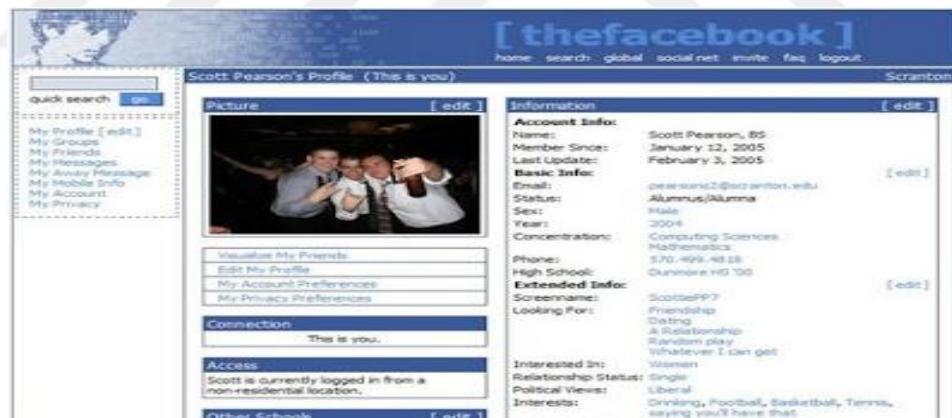 [ thefacebook ]
home search global social net invite faq logout
quick search go
My Profile [ edit ]
My Groups
My Friends
My Messages
My Away Message
My Mobile Info
My Account
My Privacy
Scott Pearson's Profile (This is you) Scranton
Picture [ edit ]
Visualize My Friends
Edit My Profile
My Account Preferences
My Privacy Preferences
Connection
This is you.
Access
Scott is currently logged in from a
non-residential location.
Other Schools [ edit ]
Information [ edit ]
Account Info:
Name: Scott Pearson, BS
Member Since: January 12, 2005
Last Update: February 3, 2005
Basic Info: [ edit ]
Email: pearsons2@scranton.edu
Status: Alumnus/Alumna
Sex: Male
Year: 2004
Concentration: Computing Sciences
Mathematics
Phone: 570.499.4818
High School: Dunmore HS '00
Extended Info: [ edit ]
Screenname: ScottiePP7
Looking For: Friendship
Dating
A Relationship
Random play
Whatever I can get
Interested In: Women
Relationship Status: Single
Political Views: Liberal
Interests: Drinking, Football, Basketball, Tennis,
saying you'll have that